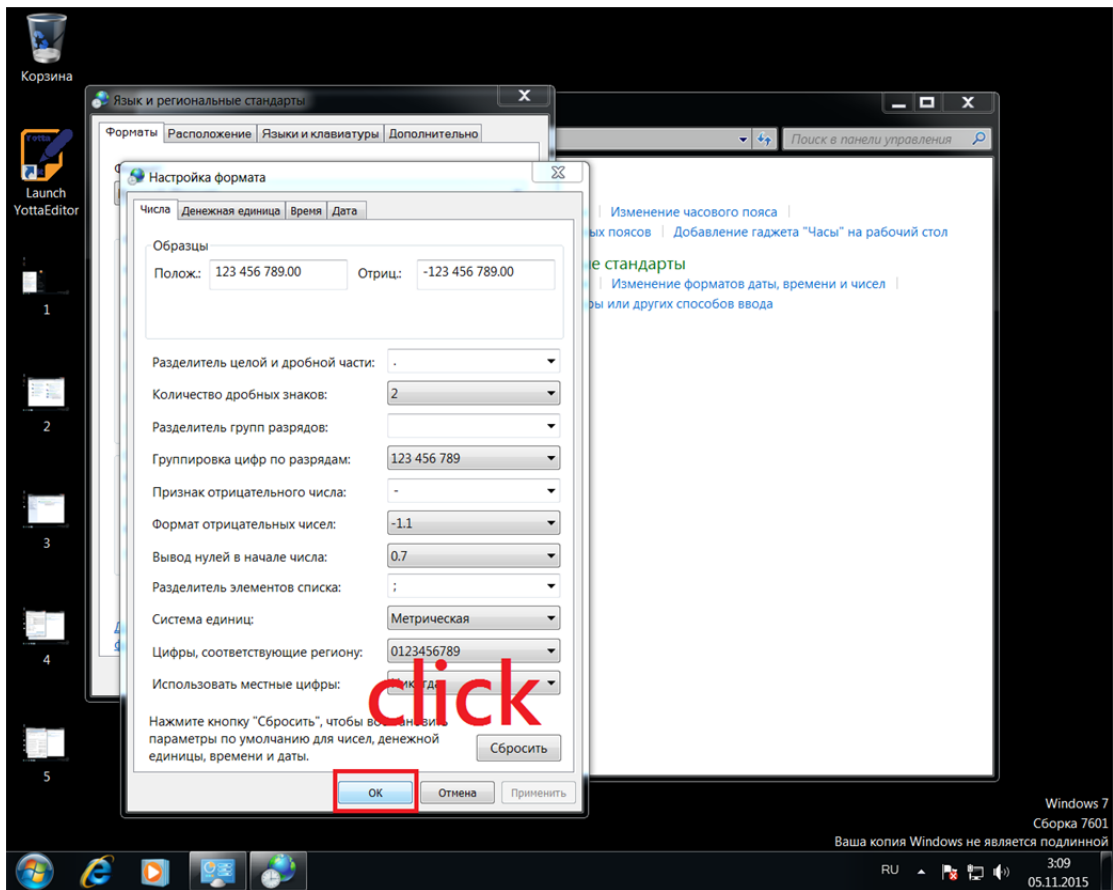 Корзина
Язык и региональные стандарты
Форматы Расположение Языки и клавиатуры Дополнительно
Поиск в панели управления
Yotta
Launch
YottaEditor
Настройка формата
Числа Денежная единица Время Дата
Изменение часового пояса
ых поясов Добавление гаджета "Часы" на рабочий стол
Образцы
Полож.: 123 456 789.00 Отриц.: -123 456 789.00
е стандарты
Изменение форматов даты, времени и чисел
ры или других способов ввода
1
Разделитель целой и дробной части: .
Количество дробных знаков: 2
2
Разделитель групп разрядов:
Группировка цифр по разрядам: 123 456 789
Признак отрицательного числа: -
Формат отрицательных чисел: -1.1
3
Вывод нулей в начале числа: 0.7
Разделитель элементов списка: ;
Система единиц: Метрическая
Цифры, соответствующие региону: 0123456789
4
Использовать местные цифры: Никогда
click
Нажмите кнопку "Сбросить", чтобы восстановить
параметры по умолчанию для чисел, денежной
единицы, времени и даты.
Сбросить
5
ОК Отмена Применить
Windows 7
Сборка 7601
Ваша копия Windows не является подлинной
RU
3:09
05.11.2015